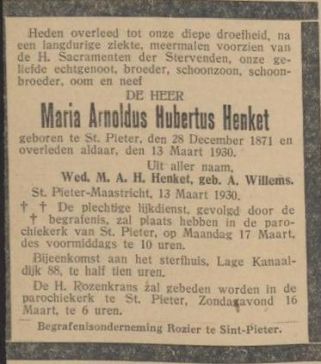 Heden overleed tot onze diepe droefheid, na
een langdurige ziekte, meermalen voorzien van
de H. Sacramenten der Stervenden, onze ge-
liefde echtgenoot, broeder, schoonzoon, schoon-
broeder, oom en neef
DE HEER
Maria Arnoldus Hubertus Henket
geboren te St. Pieter, den 28 December 1871 en
overleden aldaar, den 13 Maart 1930.
Uit aller naam,
Wed. M. A. H. Henket, geb. A. Willems.
St. Pieter-Maastricht, 13 Maart 1930.
† † De plechtige lijkdienst, gevolgd door de
† begrafenis, zal plaats hebben in de paro-
chiekerk van St. Pieter, op Maandag 17 Maart,
des voormiddags te 10 uren.
Bijeenkomst aan het sterfhuis, Lage Kanaal-
dijk 88, te half tien uren.
De H. Rozenkrans zal gebeden worden in de
parochiekerk te St. Pieter, Zondagavond 16
Maart, te 6 uren.
Begrafenisonderneming Rozier te Sint-Pieter.